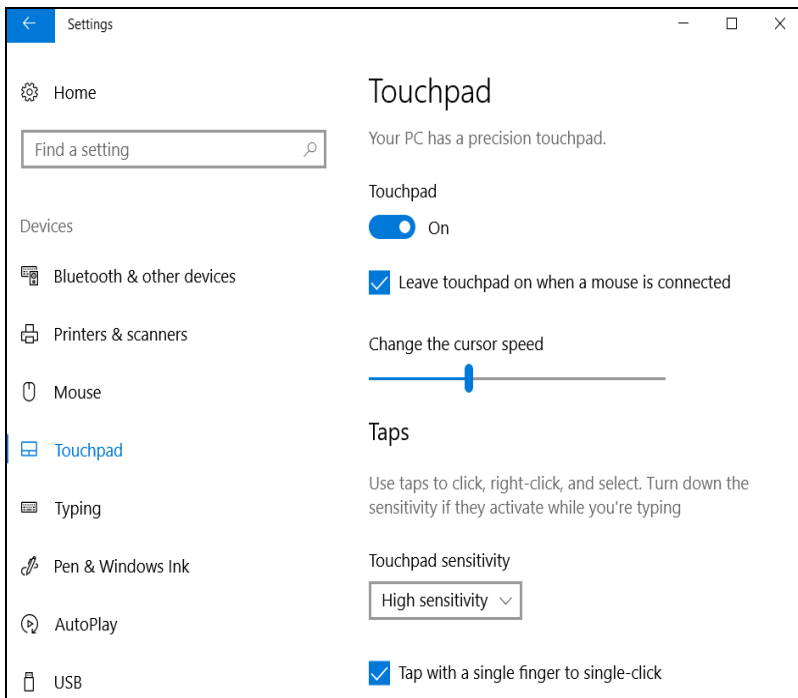 Settings
Home
Find a setting
Devices
Bluetooth & other devices
Printers & scanners
Mouse
Touchpad
Typing
Pen & Windows Ink
AutoPlay
USB
Touchpad
Your PC has a precision touchpad.
Touchpad
On
Leave touchpad on when a mouse is connected
Change the cursor speed
Taps
Use taps to click, right-click, and select. Turn down the
sensitivity if they activate while you're typing
Touchpad sensitivity
High sensitivity
Tap with a single finger to single-click